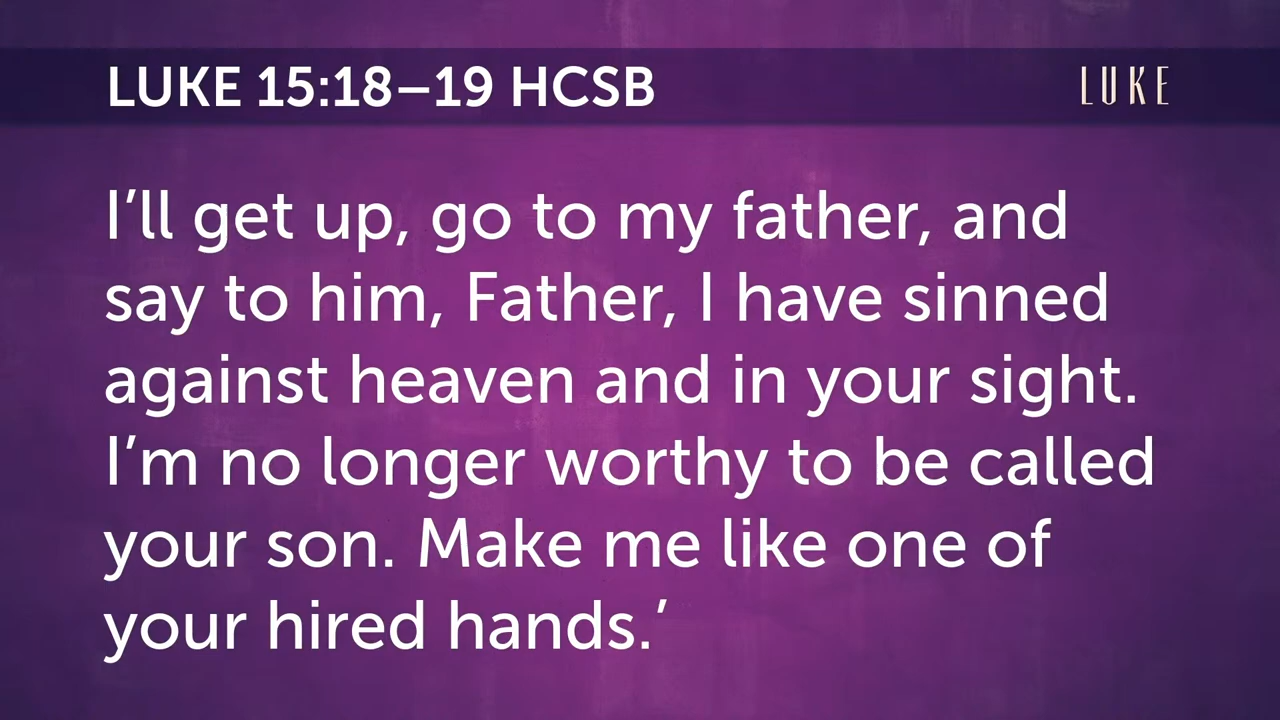 LUKE 15:18–19 HCSB
LUKE
I’ll get up, go to my father, and
say to him, Father, I have sinned
against heaven and in your sight.
I’m no longer worthy to be called
your son. Make me like one of
your hired hands.’